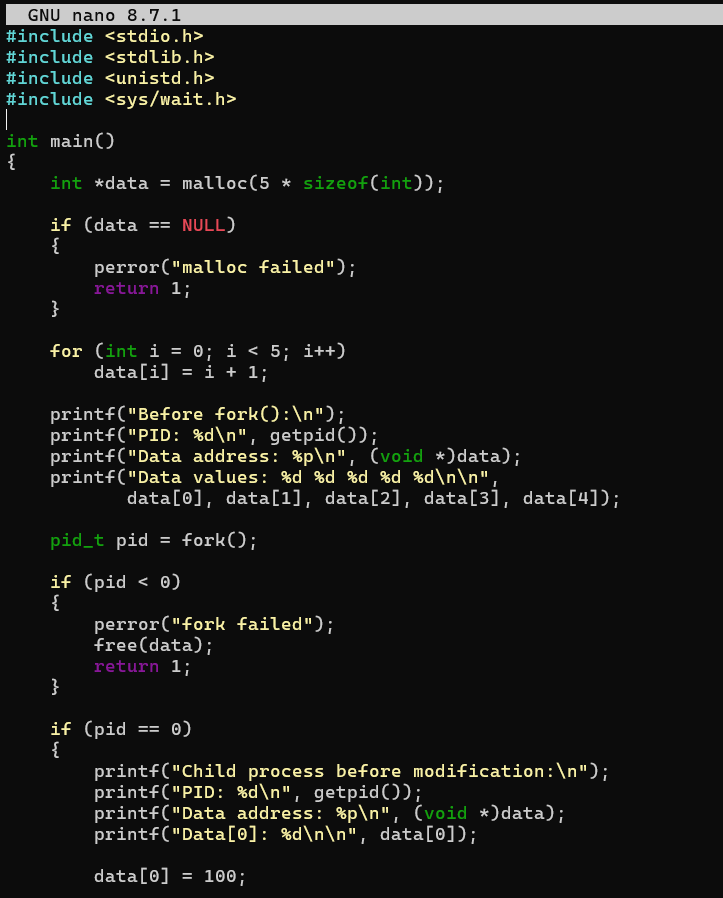 GNU nano 8.7.1
#include <stdio.h>
#include <stdlib.h>
#include <unistd.h>
#include <sys/wait.h>

int main()
{
    int *data = malloc(5 * sizeof(int));

    if (data == NULL)
    {
        perror("malloc failed");
        return 1;
    }

    for (int i = 0; i < 5; i++)
        data[i] = i + 1;

    printf("Before fork():\n");
    printf("PID: %d\n", getpid());
    printf("Data address: %p\n", (void *)data);
    printf("Data values: %d %d %d %d %d\n\n",
           data[0], data[1], data[2], data[3], data[4]);

    pid_t pid = fork();

    if (pid < 0)
    {
        perror("fork failed");
        free(data);
        return 1;
    }

    if (pid == 0)
    {
        printf("Child process before modification:\n");
        printf("PID: %d\n", getpid());
        printf("Data address: %p\n", (void *)data);
        printf("Data[0]: %d\n\n", data[0]);

        data[0] = 100;